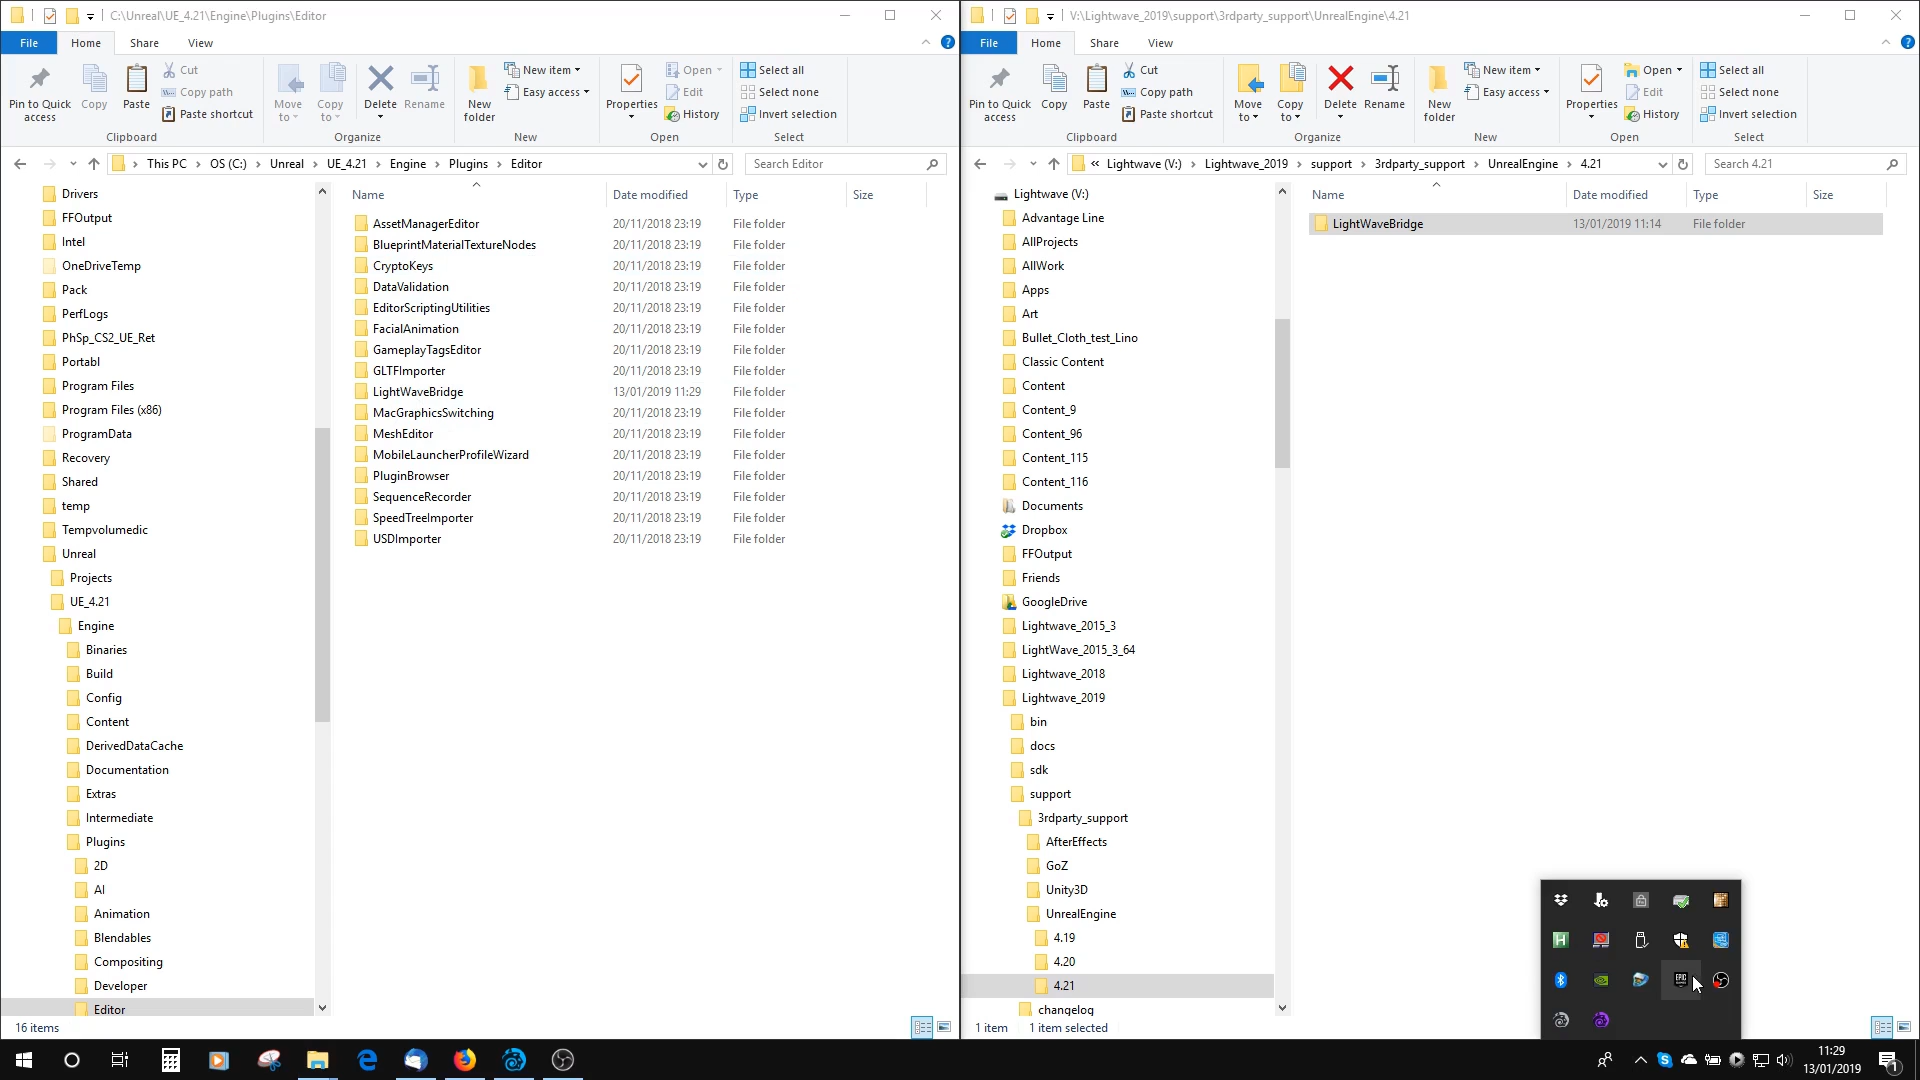 C:\Unreal\UE_4.21\Engine\Plugins\Editor
File
Home
Share
View
Pin to Quick access
Copy
Paste
Cut
Copy path
Paste shortcut
Clipboard
Move to
Copy to
Delete
Rename
Organize
New folder
New item
Easy access
New
Properties
Open
Edit
History
Open
Select all
Select none
Invert selection
Select
This PC
OS (C:)
Unreal
UE_4.21
Engine
Plugins
Editor
Search Editor
Drivers
FFOutput
Intel
OneDriveTemp
Pack
PerfLogs
PhSp_CS2_UE_Ret
Portabl
Program Files
Program Files (x86)
ProgramData
Recovery
Shared
temp
Tempvolumedic
Unreal
Projects
UE_4.21
Engine
Binaries
Build
Config
Content
DerivedDataCache
Documentation
Extras
Intermediate
Plugins
2D
AI
Animation
Blendables
Compositing
Developer
Editor
Name Date modified Type Size
AssetManagerEditor 20/11/2018 23:19 File folder
BlueprintMaterialTextureNodes 20/11/2018 23:19 File folder
CryptoKeys 20/11/2018 23:19 File folder
DataValidation 20/11/2018 23:19 File folder
EditorScriptingUtilities 20/11/2018 23:19 File folder
FacialAnimation 20/11/2018 23:19 File folder
GameplayTagsEditor 20/11/2018 23:19 File folder
GLTFImporter 20/11/2018 23:19 File folder
LightWaveBridge 13/01/2019 11:29 File folder
MacGraphicsSwitching 20/11/2018 23:19 File folder
MeshEditor 20/11/2018 23:19 File folder
MobileLauncherProfileWizard 20/11/2018 23:19 File folder
PluginBrowser 20/11/2018 23:19 File folder
SequenceRecorder 20/11/2018 23:19 File folder
SpeedTreeImporter 20/11/2018 23:19 File folder
USDImporter 20/11/2018 23:19 File folder
16 items
V:\Lightwave_2019\support\3rdparty_support\UnrealEngine\4.21
File
Home
Share
View
Pin to Quick access
Copy
Paste
Cut
Copy path
Paste shortcut
Clipboard
Move to
Copy to
Delete
Rename
Organize
New folder
New item
Easy access
New
Properties
Open
Edit
History
Open
Select all
Select none
Invert selection
Select
«
Lightwave (V:)
Lightwave_2019
support
3rdparty_support
UnrealEngine
4.21
Search 4.21
Lightwave (V:)
Advantage Line
AllProjects
AllWork
Apps
Art
Bullet_Cloth_test_Lino
Classic Content
Content
Content_9
Content_96
Content_115
Content_116
Documents
Dropbox
FFOutput
Friends
GoogleDrive
Lightwave_2015_3
LightWave_2015_3_64
Lightwave_2018
Lightwave_2019
bin
docs
sdk
support
3rdparty_support
AfterEffects
GoZ
Unity3D
UnrealEngine
4.19
4.20
4.21
changelog
Name Date modified Type Size
LightWaveBridge 13/01/2019 11:14 File folder
1 item 1 item selected
H
EPIC
11:29
13/01/2019
1